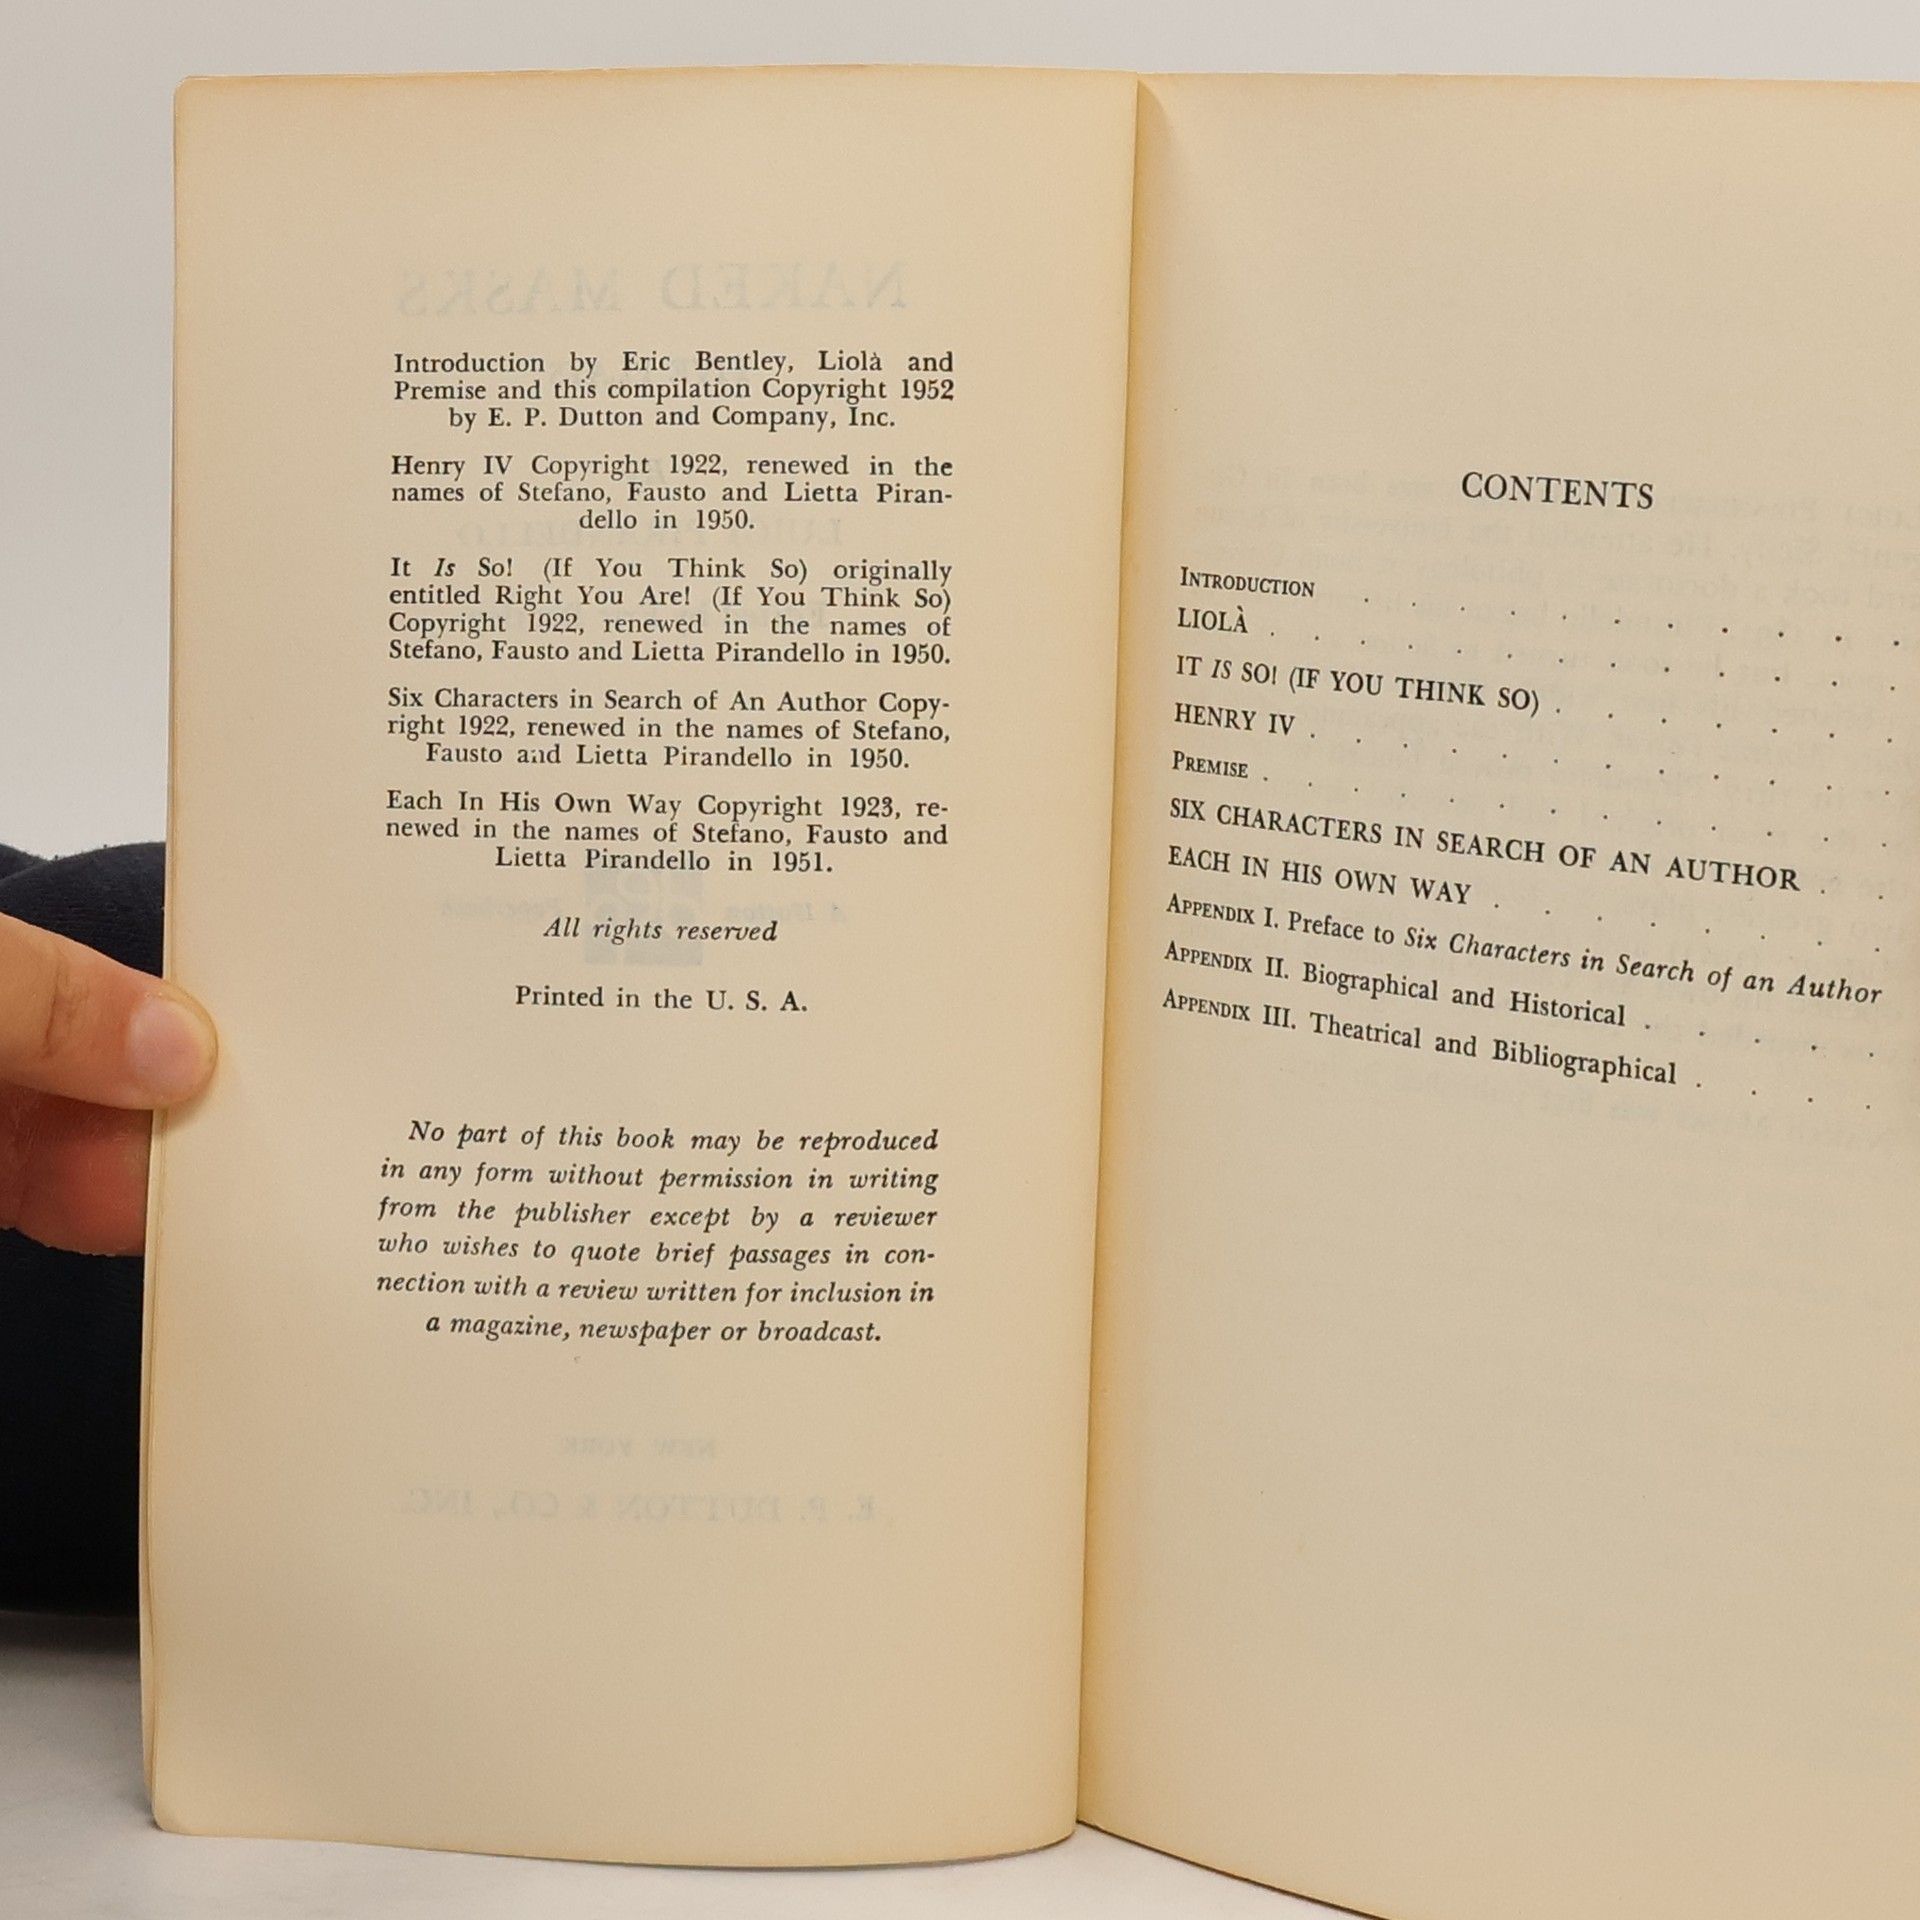 Introduction by Eric Bentley, Liolà and
Premise and this compilation Copyright 1952
by E. P. Dutton and Company, Inc.
Henry IV Copyright 1922, renewed in the
names of Stefano, Fausto and Lietta Piran-
dello in 1950.
It Is So! (If You Think So) originally
entitled Right You Are! (If You Think So)
Copyright 1922, renewed in the names of
Stefano, Fausto and Lietta Pirandello in 1950.
Six Characters in Search of An Author Copy-
right 1922, renewed in the names of Stefano,
Fausto and Lietta Pirandello in 1950.
Each In His Own Way Copyright 1923, re-
newed in the names of Stefano, Fausto and
Lietta Pirandello in 1951.
All rights reserved
Printed in the U. S. A.
No part of this book may be reproduced
in any form without permission in writing
from the publisher except by a reviewer
who wishes to quote brief passages in con-
nection with a review written for inclusion in
a magazine, newspaper or broadcast.
CONTENTS
INTRODUCTION . . . . . . . . . . .
LIOLÀ . . . . . . . . . . . . .
IT IS SO! (IF YOU THINK SO) . . . . . . .
HENRY IV . . . . . . . . . . . .
PREMISE . . . . . . . . . . . . .
SIX CHARACTERS IN SEARCH OF AN AUTHOR . .
EACH IN HIS OWN WAY . . . . . . . .
APPENDIX I. Preface to Six Characters in Search of an Author
APPENDIX II. Biographical and Historical . . . . .
APPENDIX III. Theatrical and Bibliographical . . . .